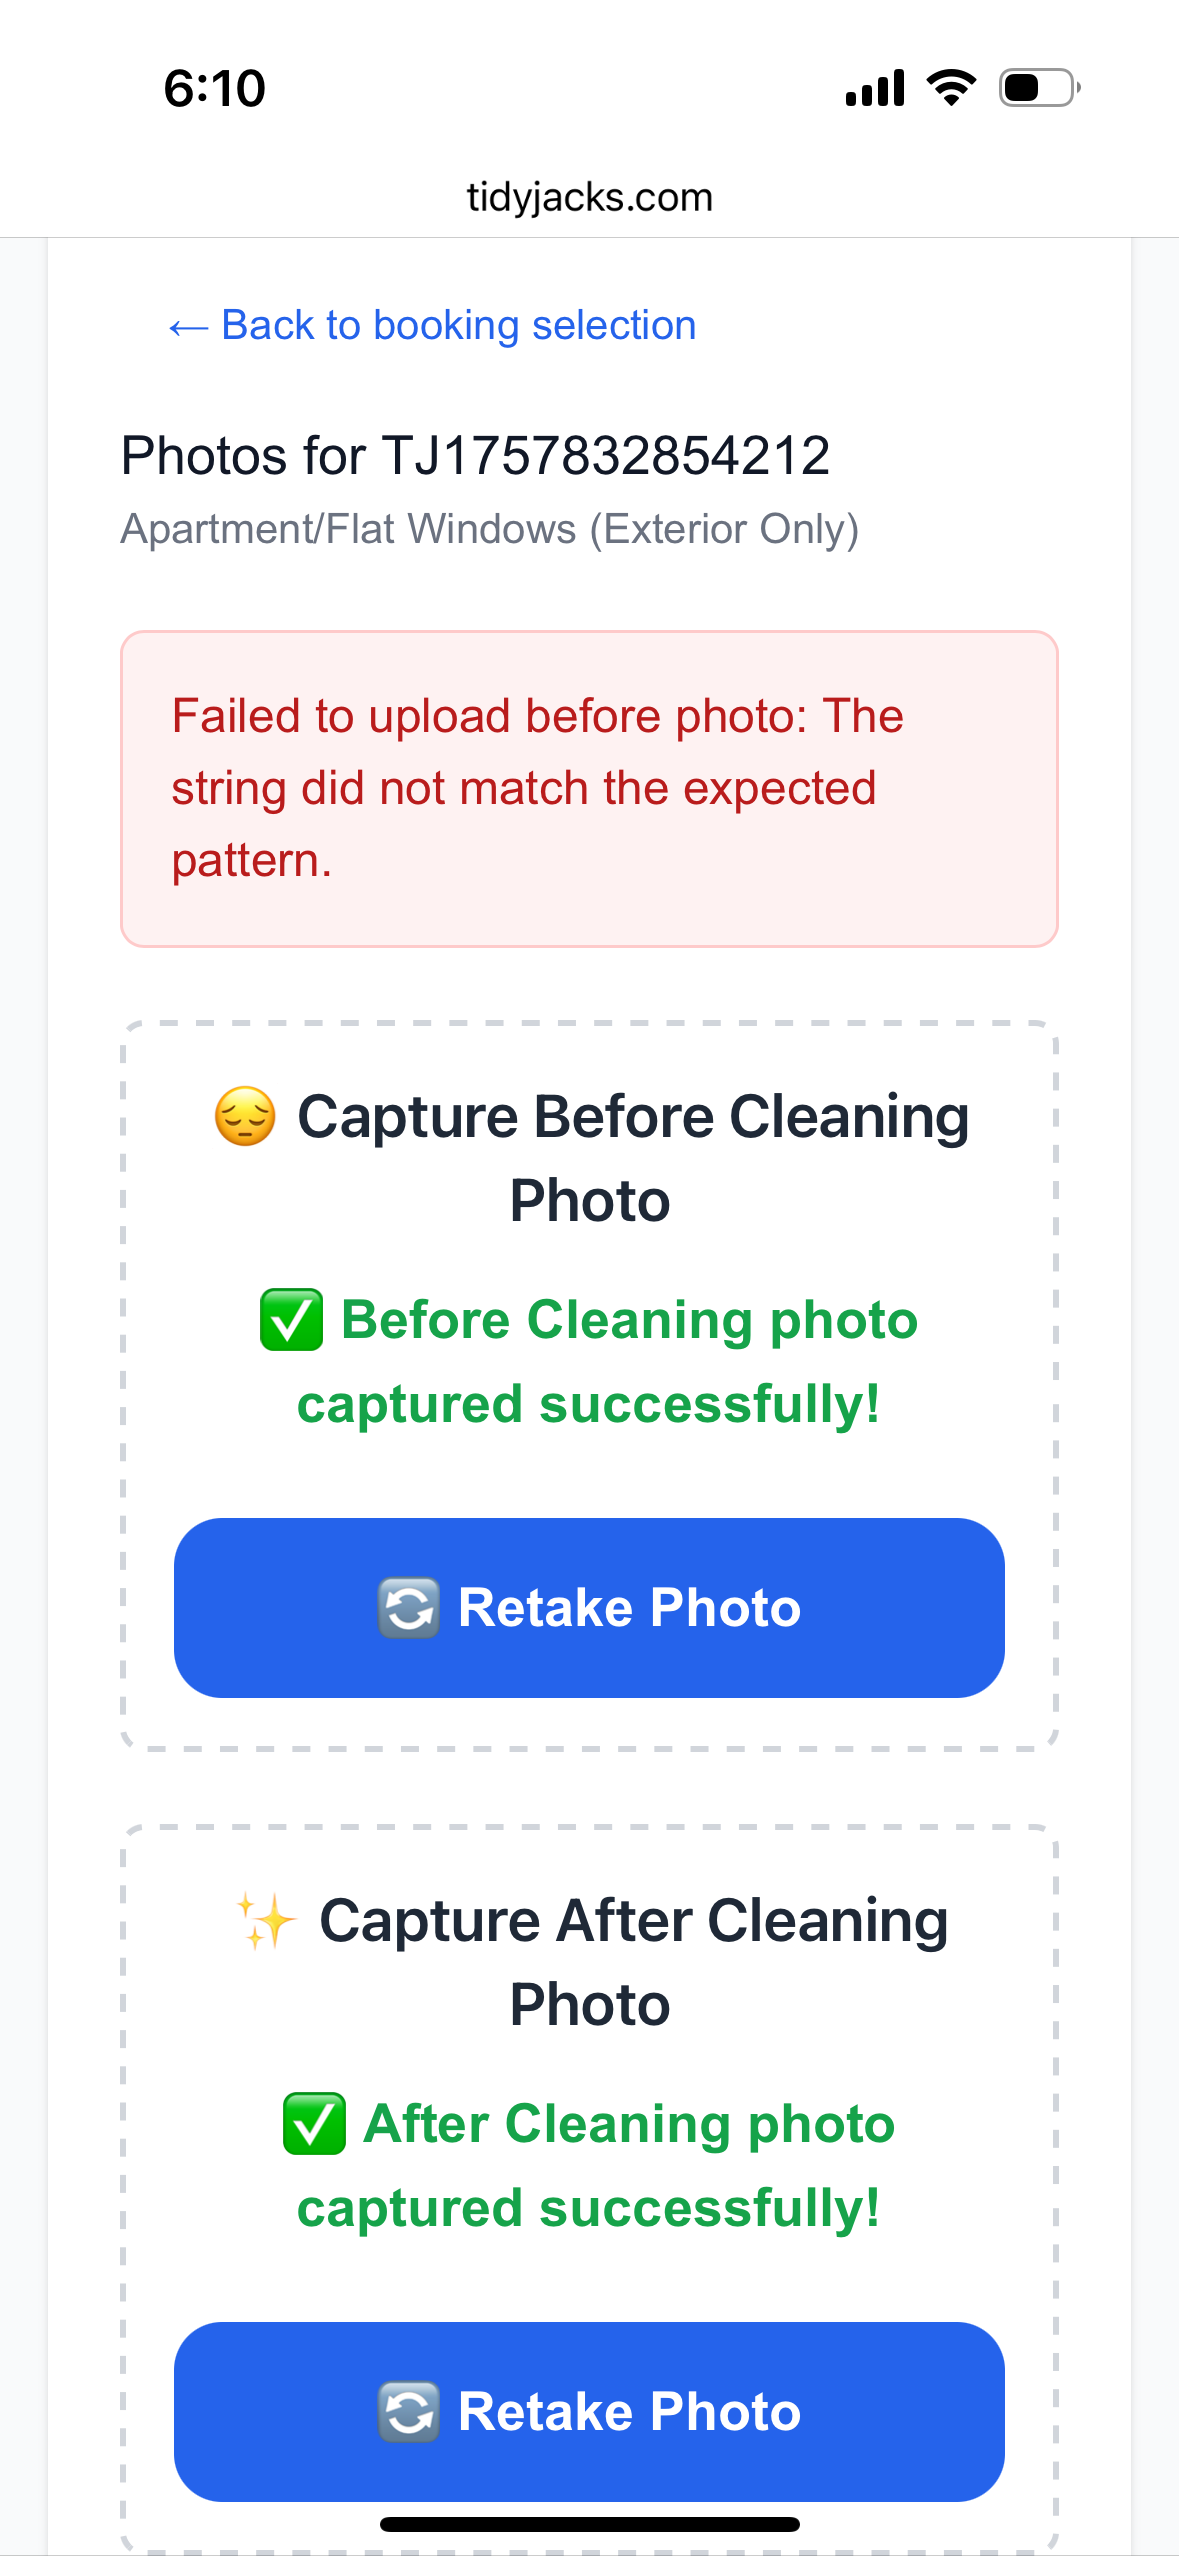 6:10
tidyjacks.com
← Back to booking selection
Photos for TJ1757832854212
Apartment/Flat Windows (Exterior Only)
Failed to upload before photo: The
string did not match the expected
pattern.
😔 Capture Before Cleaning
Photo
✅ Before Cleaning photo
captured successfully!
🔄 Retake Photo
✨ Capture After Cleaning
Photo
✅ After Cleaning photo
captured successfully!
🔄 Retake Photo